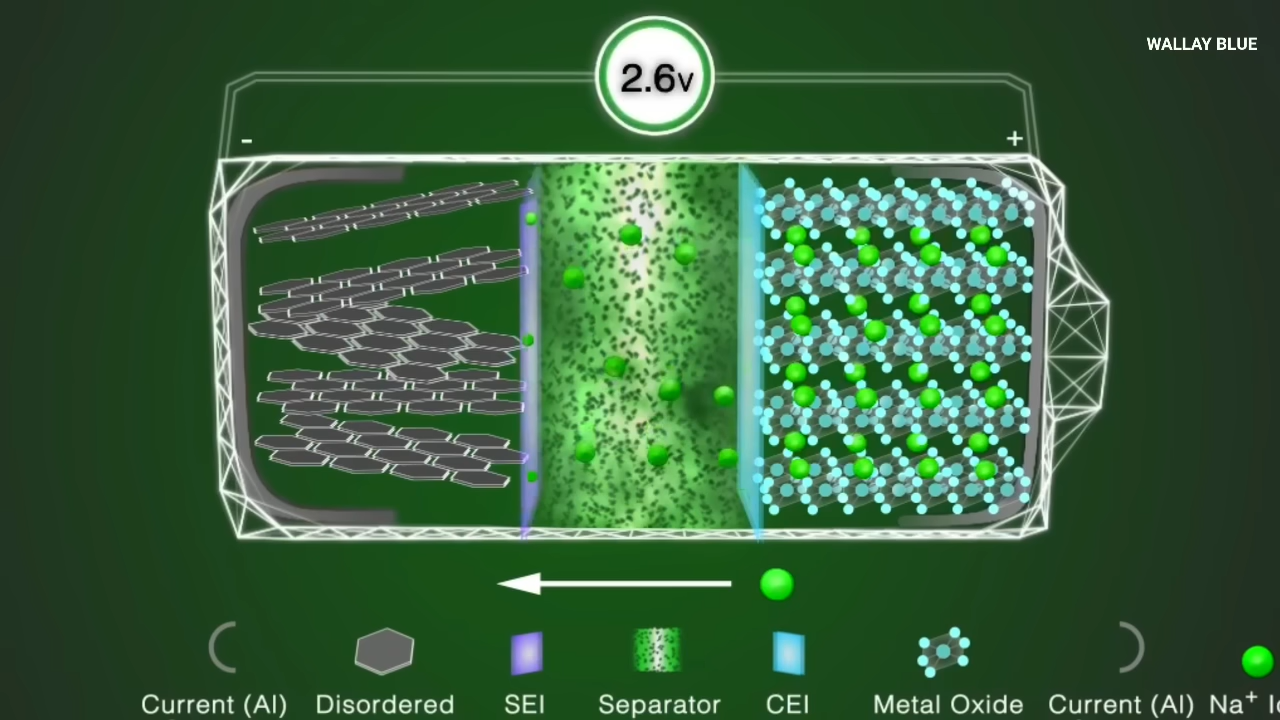 WALLAY BLUE
2.6v
- +
Current (Al) Disordered SEI Separator CEI Metal Oxide Current (Al) Na⁺ I